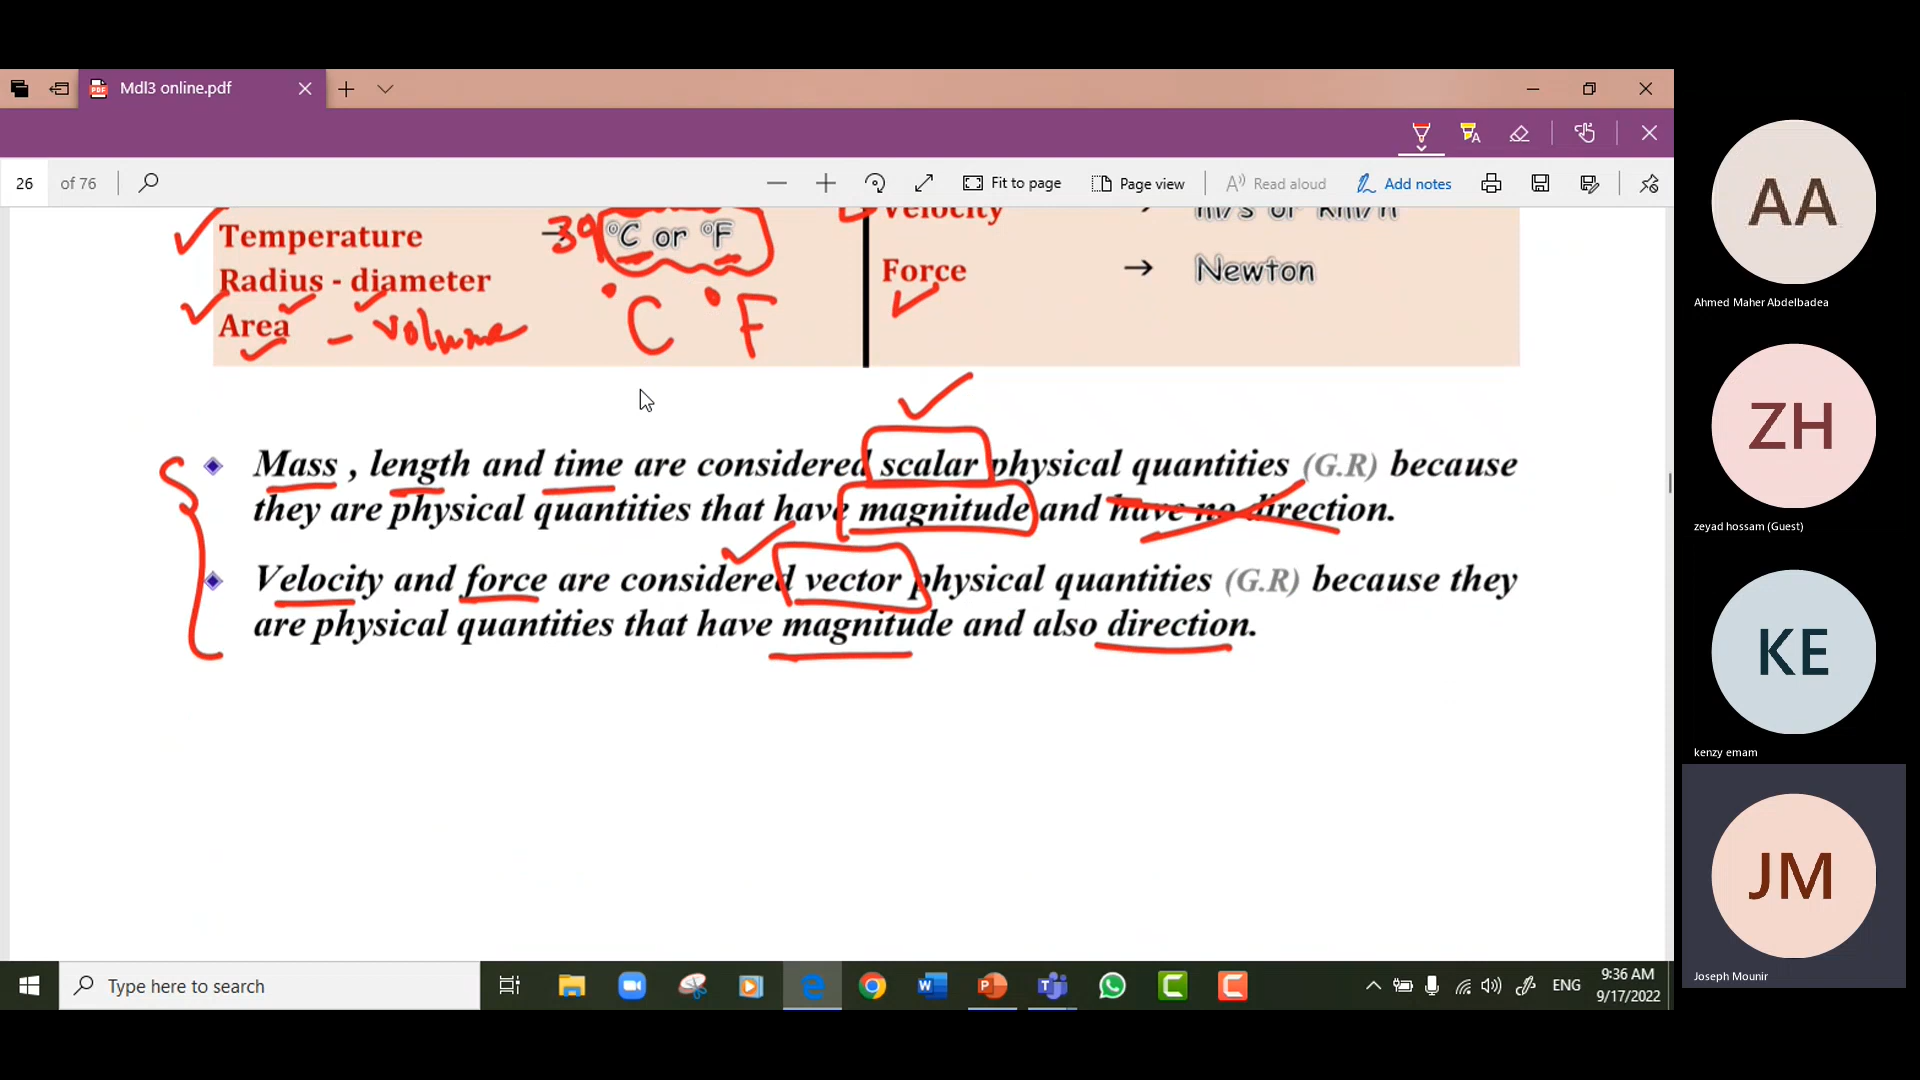 Mdl3 online.pdf
26 of 76
Fit to page
Page view
Read aloud
Add notes
Temperature → 39 °C or °F
Radius - diameter
Area - volume
°C °F
Velocity → m/s or Km/h
Force → Newton
Mass , length and time are considered scalar physical quantities (G.R) because
they are physical quantities that have magnitude and have no direction.
Velocity and force are considered vector physical quantities (G.R) because they
are physical quantities that have magnitude and also direction.
AA
Ahmed Maher Abdelbadea
ZH
zeyad hossam (Guest)
KE
kenzy emam
JM
Joseph Mounir
Type here to search
ENG
9:36 AM
9/17/2022